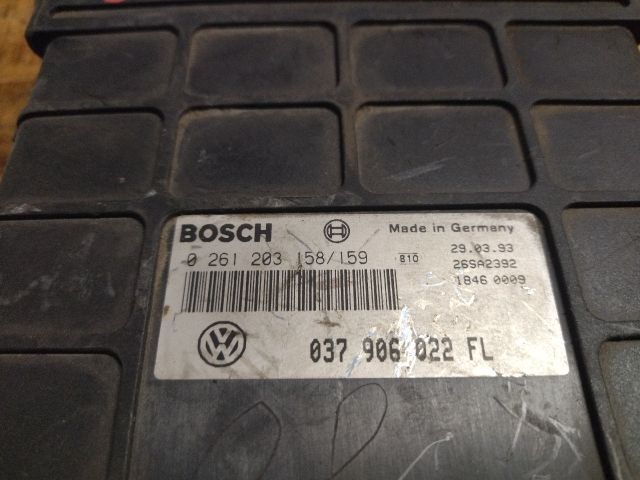 BOSCH
Made in Germany
0 261 203 158/159 B10
29.03.93
26SA2392
1846 0009
037 906 022 FL